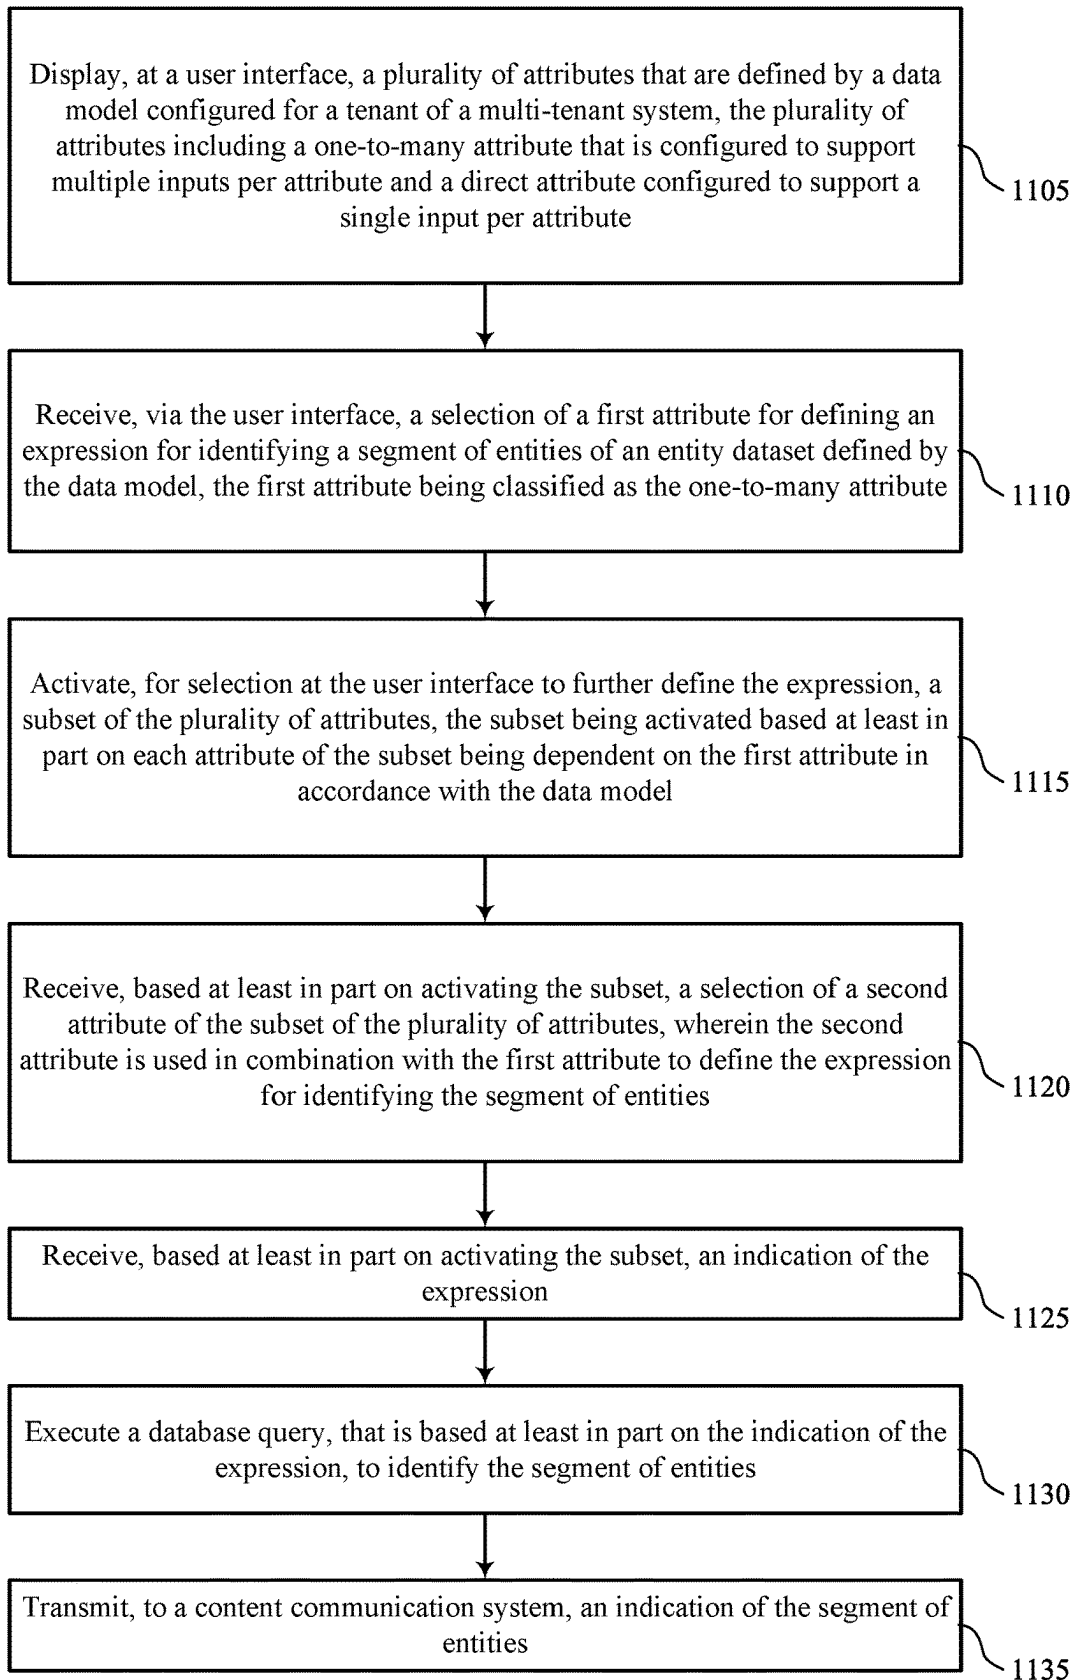 Display, at a user interface, a plurality of attributes that are defined by a data
model configured for a tenant of a multi-tenant system, the plurality of
attributes including a one-to-many attribute that is configured to support
multiple inputs per attribute and a direct attribute configured to support a
single input per attribute
1105
Receive, via the user interface, a selection of a first attribute for defining an
expression for identifying a segment of entities of an entity dataset defined by
the data model, the first attribute being classified as the one-to-many attribute
1110
Activate, for selection at the user interface to further define the expression, a
subset of the plurality of attributes, the subset being activated based at least in
part on each attribute of the subset being dependent on the first attribute in
accordance with the data model
1115
Receive, based at least in part on activating the subset, a selection of a second
attribute of the subset of the plurality of attributes, wherein the second
attribute is used in combination with the first attribute to define the expression
for identifying the segment of entities
1120
Receive, based at least in part on activating the subset, an indication of the
expression
1125
Execute a database query, that is based at least in part on the indication of the
expression, to identify the segment of entities
1130
Transmit, to a content communication system, an indication of the segment of
entities
1135